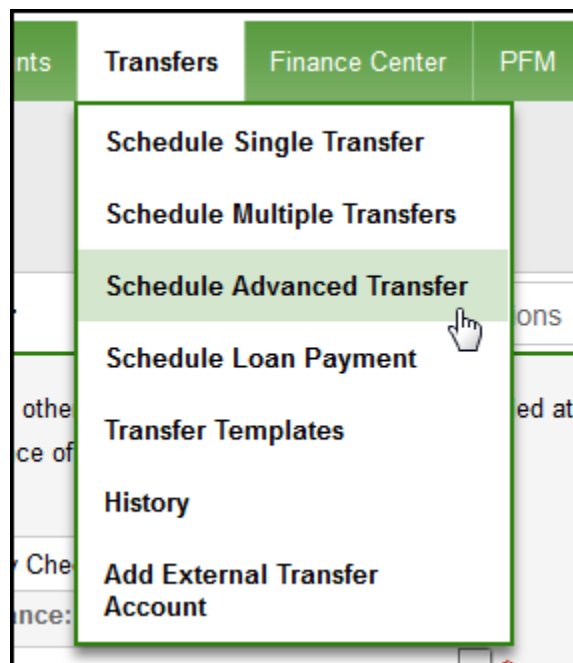 nts Transfers Finance Center PFM
Schedule Single Transfer
Schedule Multiple Transfers
Schedule Advanced Transfer
ions
Schedule Loan Payment
othe ed at
Transfer Templates
ce of
History
Che
Add External Transfer
Account
nce:
*